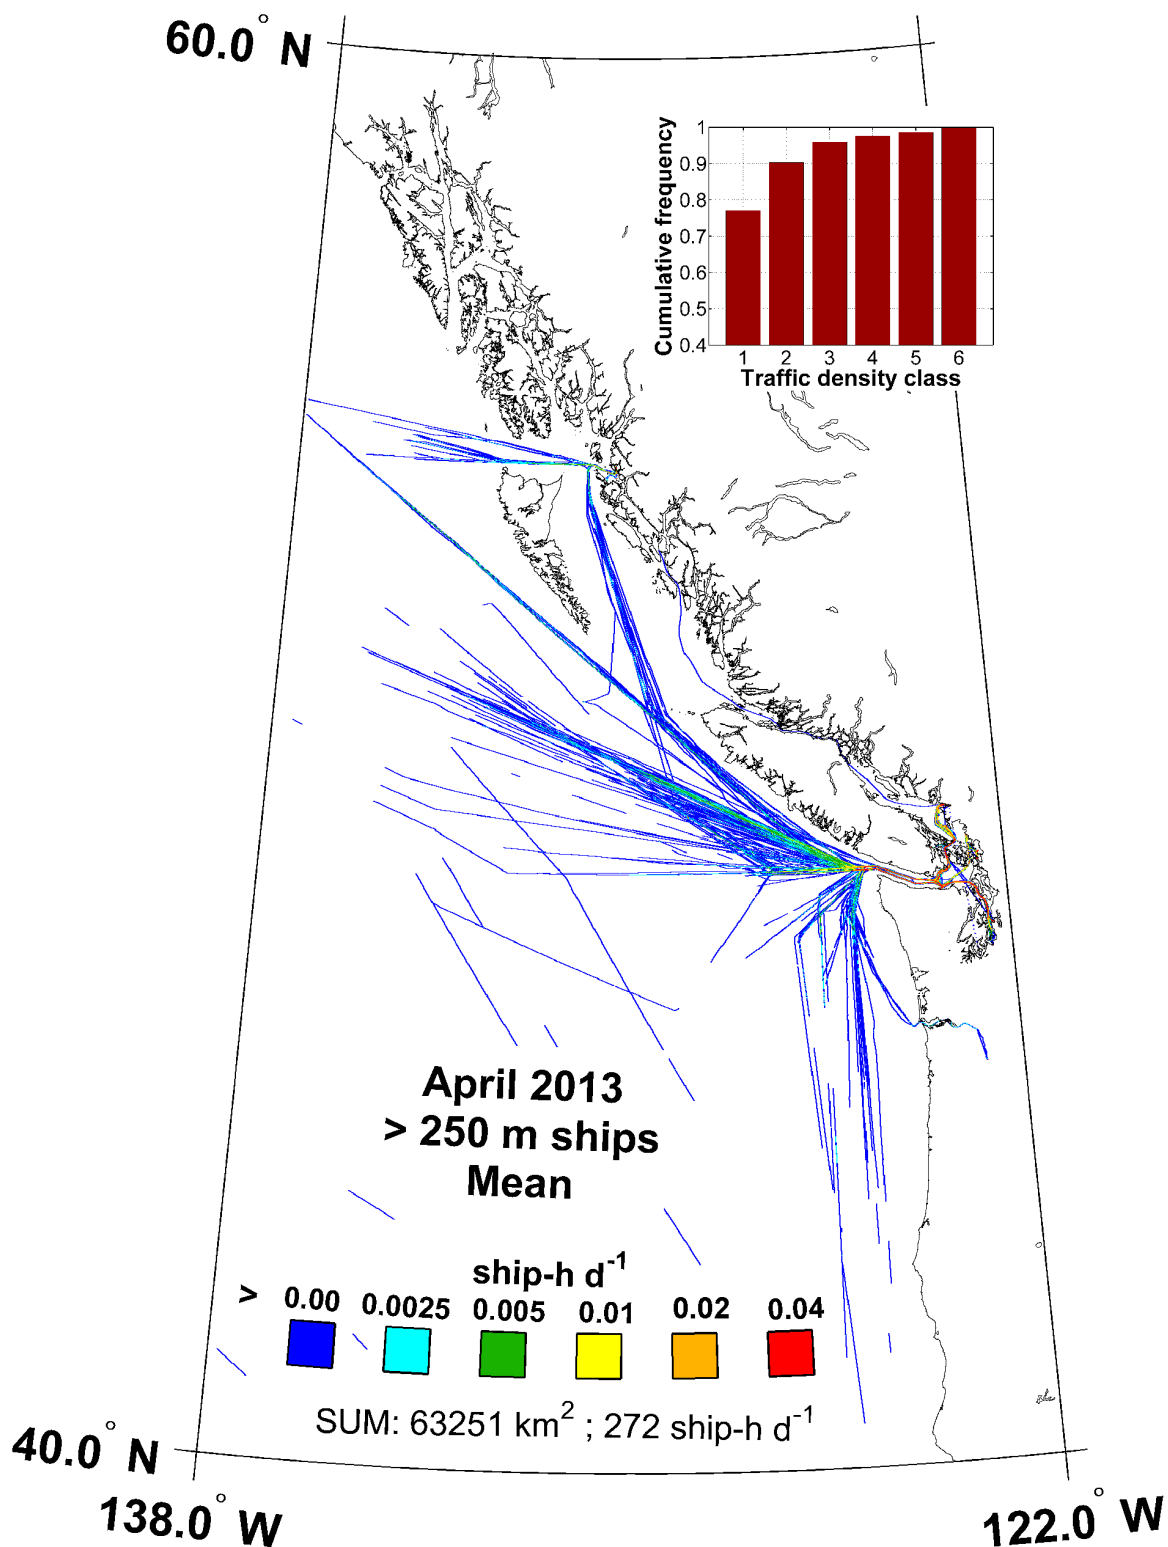 60.0° N
Cumulative frequency
1
0.9
0.8
0.7
0.6
0.5
0.4
1 2 3 4 5 6
Traffic density class
April 2013
> 250 m ships
Mean
ship-h d⁻¹
> 0.00 0.0025 0.005 0.01 0.02 0.04
SUM: 63251 km² ; 272 ship-h d⁻¹
40.0° N
138.0° W
122.0° W